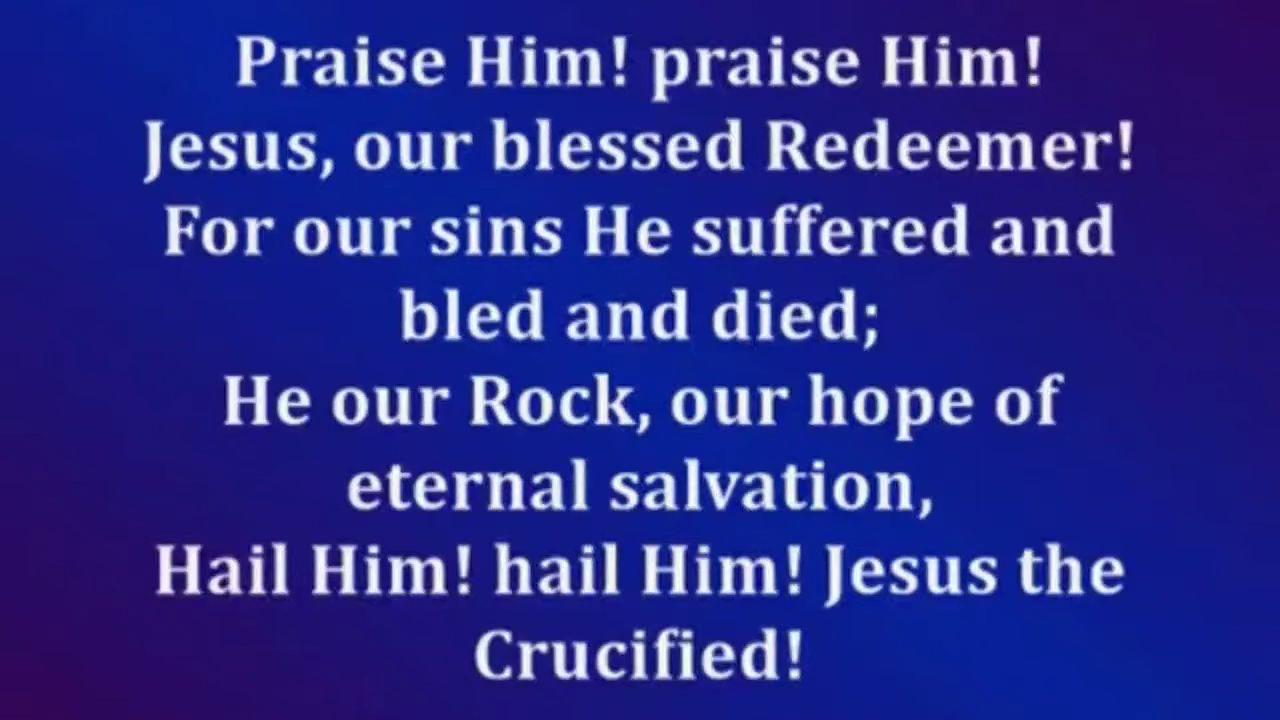 Praise Him! praise Him!
Jesus, our blessed Redeemer!
For our sins He suffered and
bled and died;
He our Rock, our hope of
eternal salvation,
Hail Him! hail Him! Jesus the
Crucified!